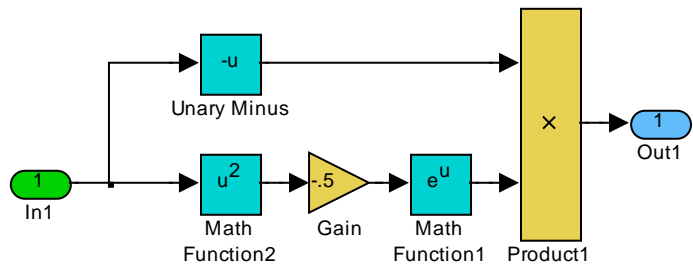 -u
Unary Minus
×
1
Out1
1
In1
u²
Math
Function2
-.5
Gain
eᵘ
Math
Function1
Product1